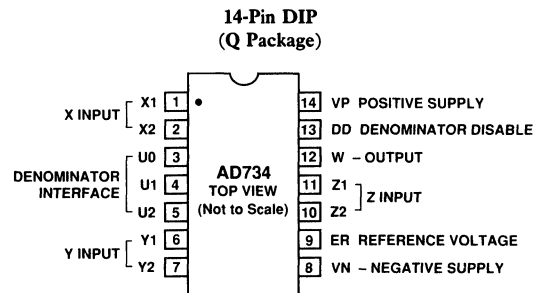 14-Pin DIP
(Q Package)
X INPUT
X1 1
X2 2
DENOMINATOR
INTERFACE
U0 3
U1 4
U2 5
Y INPUT
Y1 6
Y2 7
AD734
TOP VIEW
(Not to Scale)
14 VP POSITIVE SUPPLY
13 DD DENOMINATOR DISABLE
12 W – OUTPUT
11 Z1
10 Z2
Z INPUT
9 ER REFERENCE VOLTAGE
8 VN – NEGATIVE SUPPLY